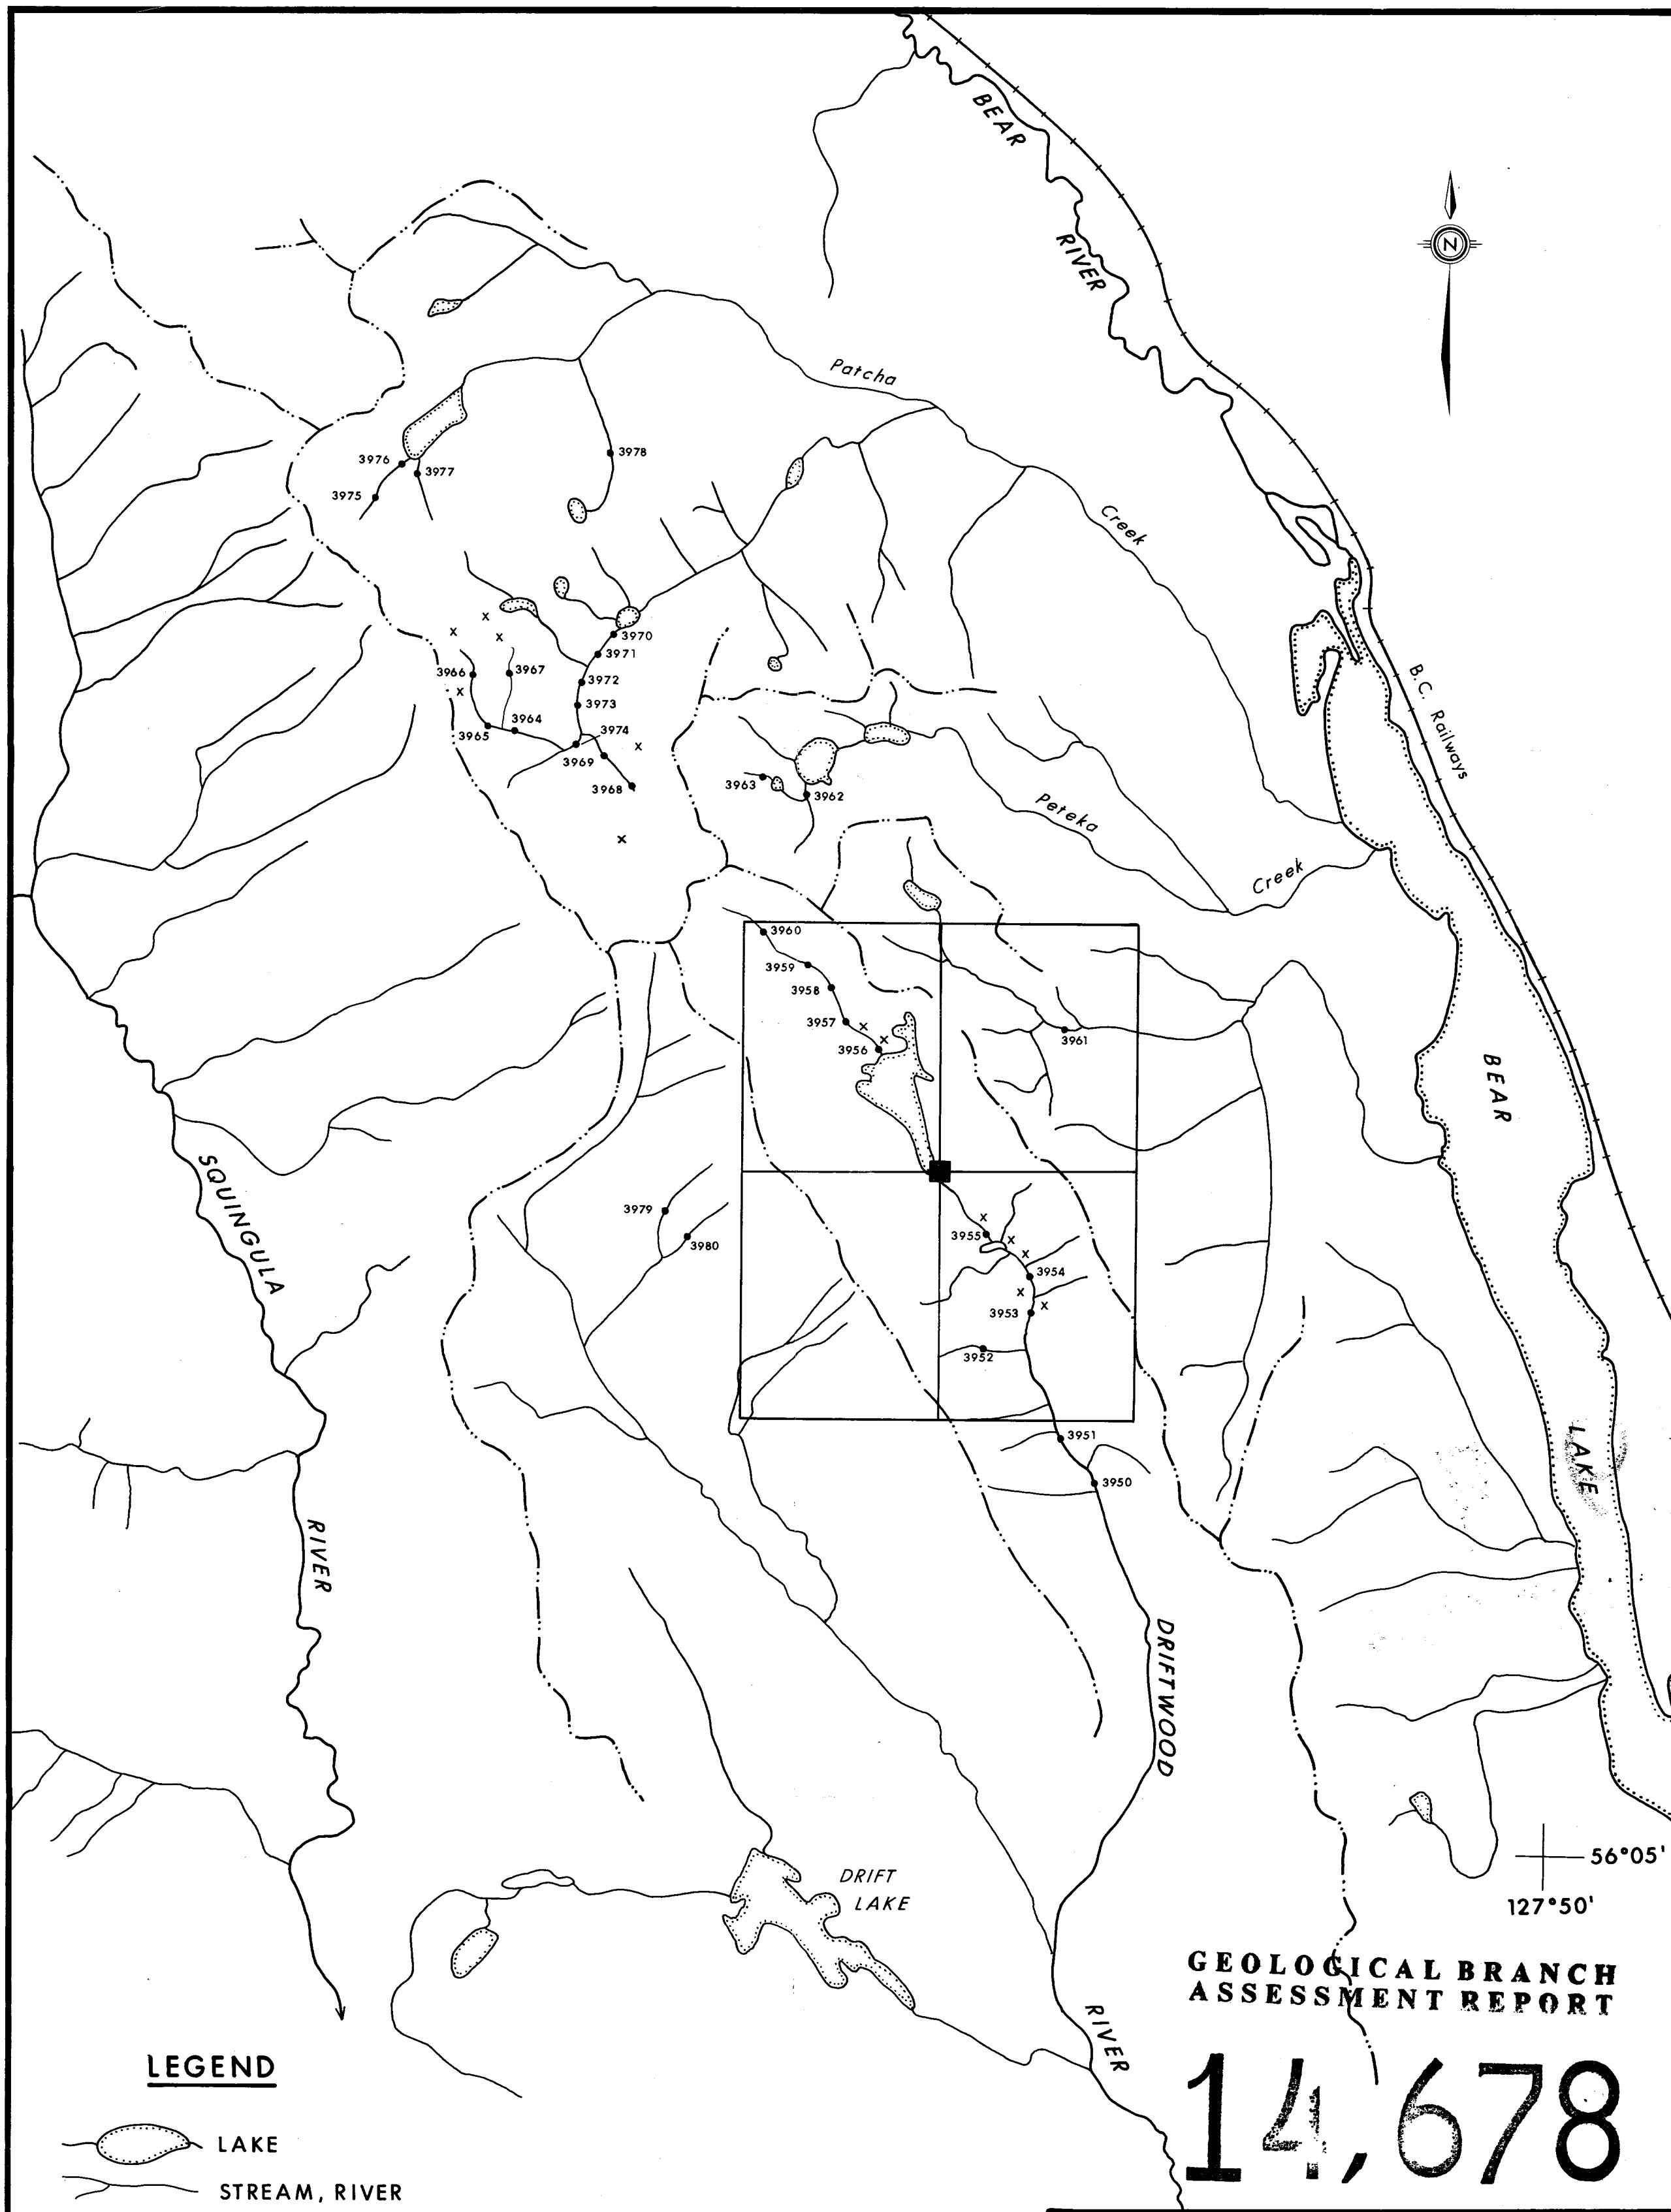 BEAR
RIVER
N
Patcha
Creek
3976
3977
3975
3978
3970
3971
3972
3973
3974
3966
3967
3964
3965
3969
3968
3963
3962
B.C. Railways
Peteka
Creek
3960
3959
3958
3957
3956
3961
BEAR
LAKE
SQUINGULA
RIVER
3979
3980
3955
3954
3953
3952
3951
3950
DRIFTWOOD
RIVER
DRIFT
LAKE
56°05'
127°50'
GEOLOGICAL BRANCH
ASSESSMENT REPORT
14,678
LEGEND
LAKE
STREAM, RIVER